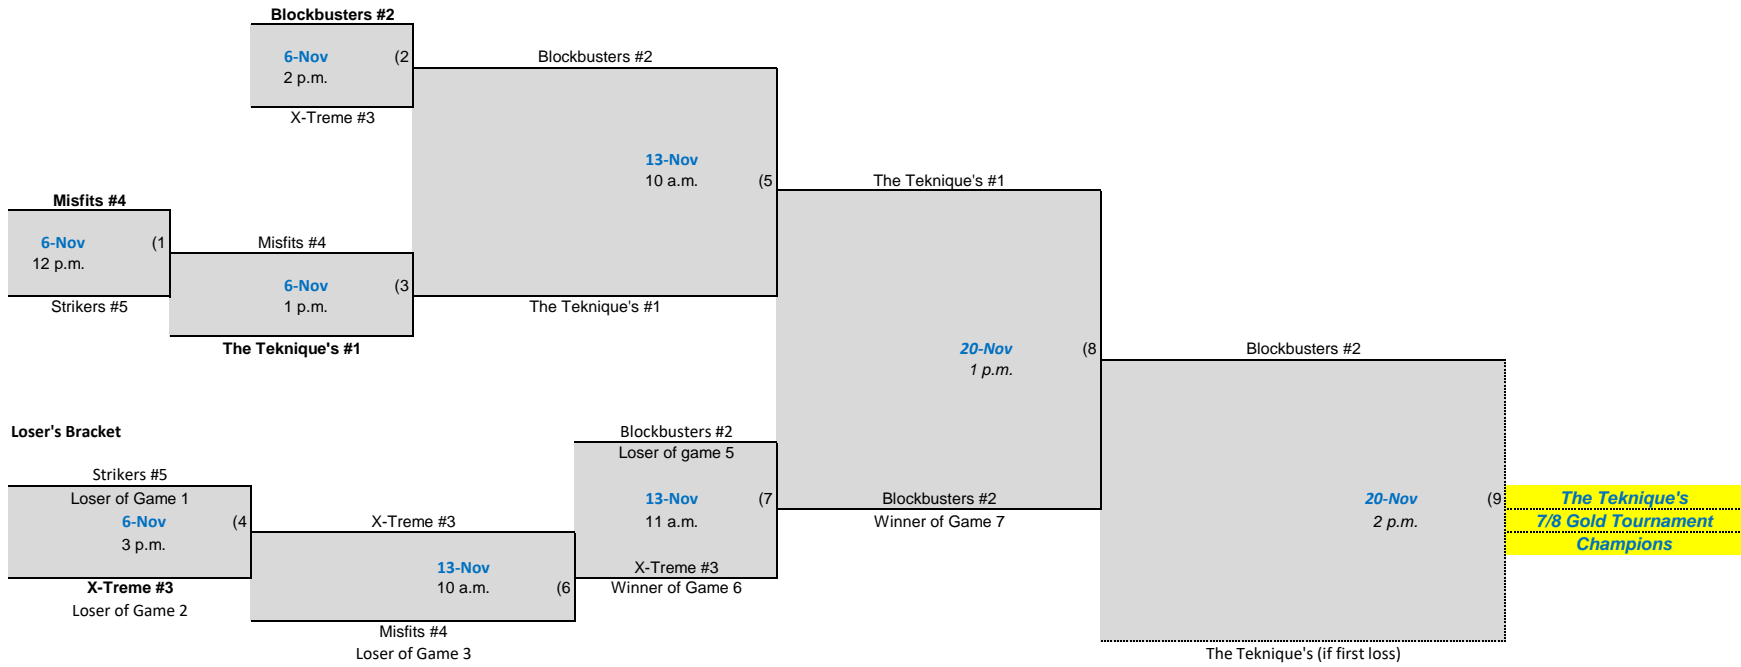 Blockbusters #2
6-Nov (2
2 p.m.
X-Treme #3
Blockbusters #2
13-Nov
10 a.m. (5
Misfits #4
6-Nov (1
12 p.m.
Strikers #5
Misfits #4
6-Nov (3
1 p.m.
The Teknique's #1
The Teknique's #1
The Teknique's #1
20-Nov (8
1 p.m.
Blockbusters #2
Loser's Bracket
Strikers #5
Loser of Game 1
6-Nov (4
3 p.m.
X-Treme #3
Loser of Game 2
X-Treme #3
13-Nov
10 a.m. (6
Misfits #4
Loser of Game 3
Blockbusters #2
Loser of game 5
13-Nov (7
11 a.m.
X-Treme #3
Winner of Game 6
Blockbusters #2
Winner of Game 7
20-Nov (9
2 p.m.
The Teknique's (if first loss)
The Teknique's
7/8 Gold Tournament
Champions